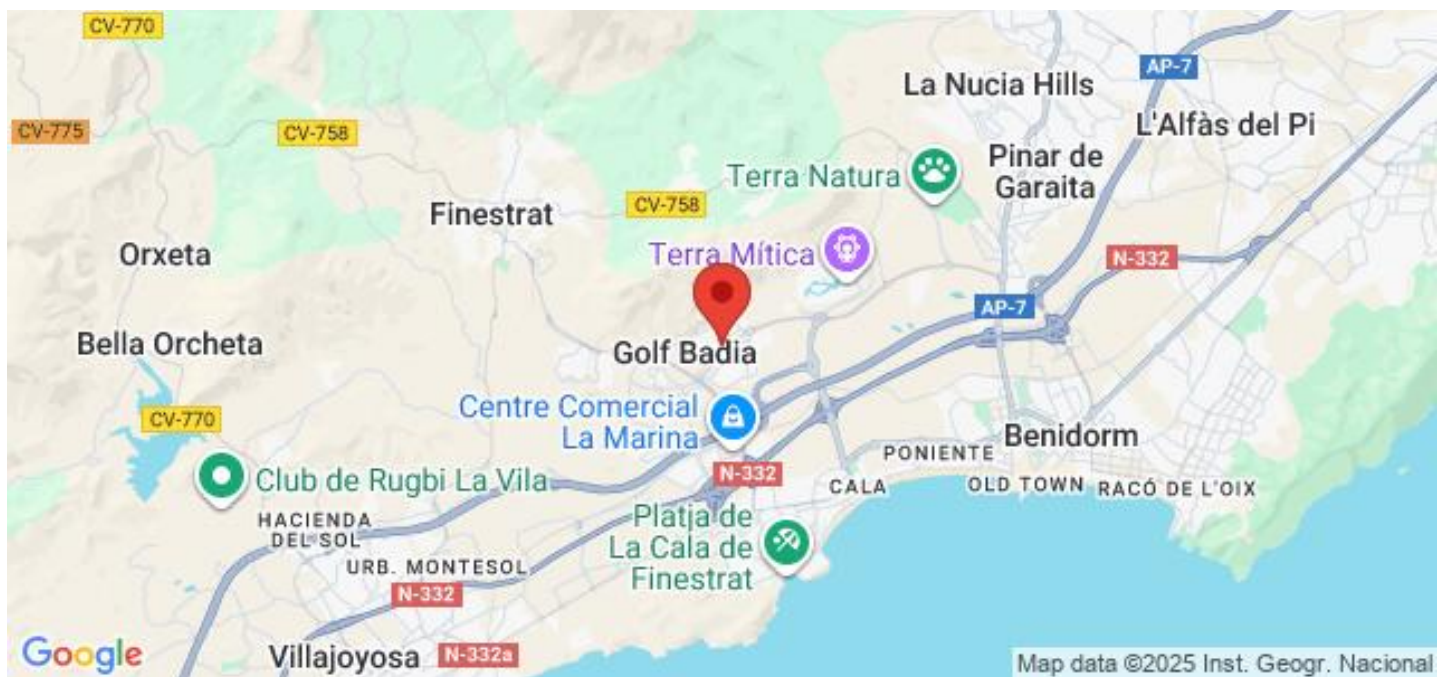 CV-770
AP-7
La Nucia Hills
CV-775
CV-758
L'Alfàs del Pi
Pinar de
Garaita
Terra Natura
Finestrat
CV-758
Orxeta
Terra Mítica
N-332
AP-7
Bella Orcheta
Golf Badia
CV-770
Centre Comercial
La Marina
Benidorm
PONIENTE
Club de Rugbi La Vila
N-332
CALA
OLD TOWN
RACÓ DE L'OIX
HACIENDA
DEL SOL
Platja de
La Cala de
Finestrat
URB. MONTESOL
N-332
Google
Villajoyosa
N-332a
Map data ©2025 Inst. Geogr. Nacional